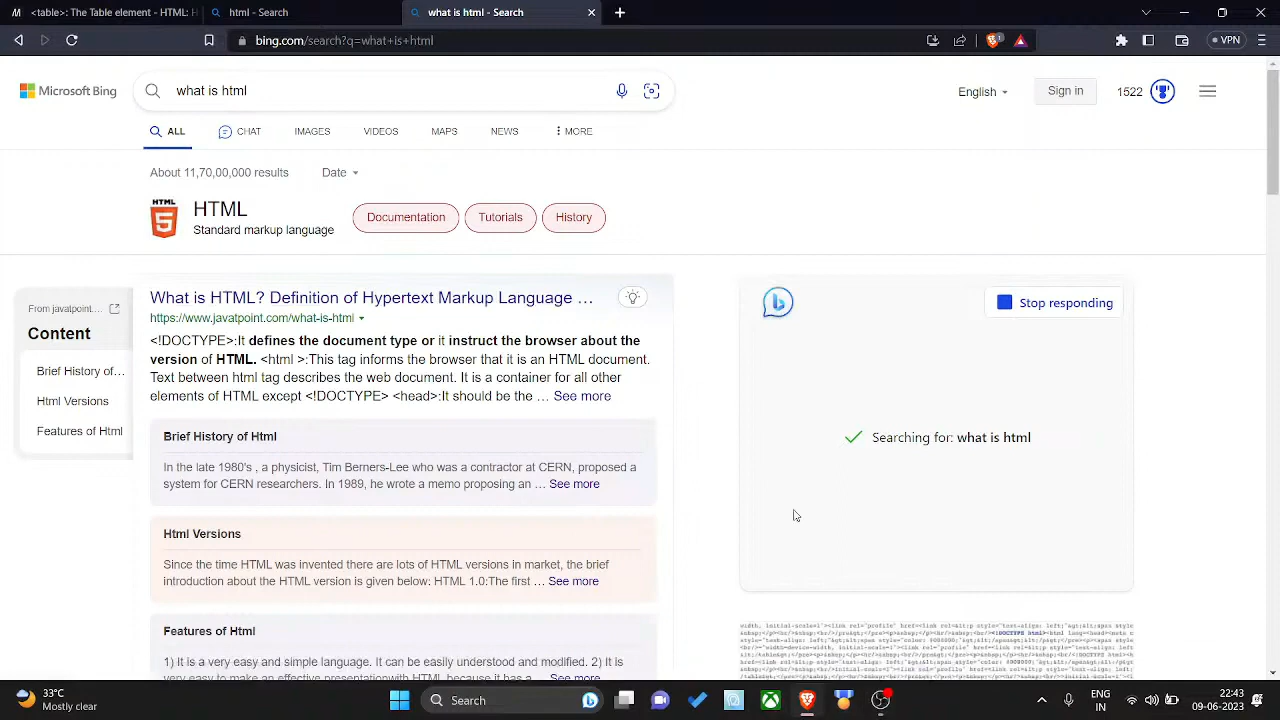 <table>: The Table element - HTML: H
html - Search
what is html - Search
bing.com/search?q=what+is+html
1
VPN
Microsoft Bing
what is html
English
Sign in
1522
ALL
CHAT
IMAGES
VIDEOS
MAPS
NEWS
MORE
About 11,70,00,000 results
Date
HTML
5
HTML
Standard markup language
Documentation
Tutorials
History
From javatpoint....
Content
Brief History of...
Html Versions
Features of Html
What is HTML? Definition of Hypertext Markup Language …
https://www.javatpoint.com/what-is-html
<!DOCTYPE>:It defines the document type or it instruct the browser about the
version of HTML. <html >:This tag informs the browser that it is an HTML document.
Text between html tag describes the web document. It is a container for all other
elements of HTML except <!DOCTYPE> <head>:It should be the … See more
Brief History of Html
In the late 1980's , a physicist, Tim Berners-Lee who was a contractor at CERN, proposed a
system for CERN researchers. In 1989, he wrote a memo proposing an … See more
Html Versions
Since the time HTML was invented there are lots of HTML versions in market, the brief
introduction about the HTML version is given below: HTML 1.0:The first … See more
Features of Html
1) It is a very easy and simple language. It can be easily understood and modified. 2) It is
See more
Stop responding
Searching for: what is html
33°C
Mostly clear
Search
ENG
IN
22:43
09-06-2023